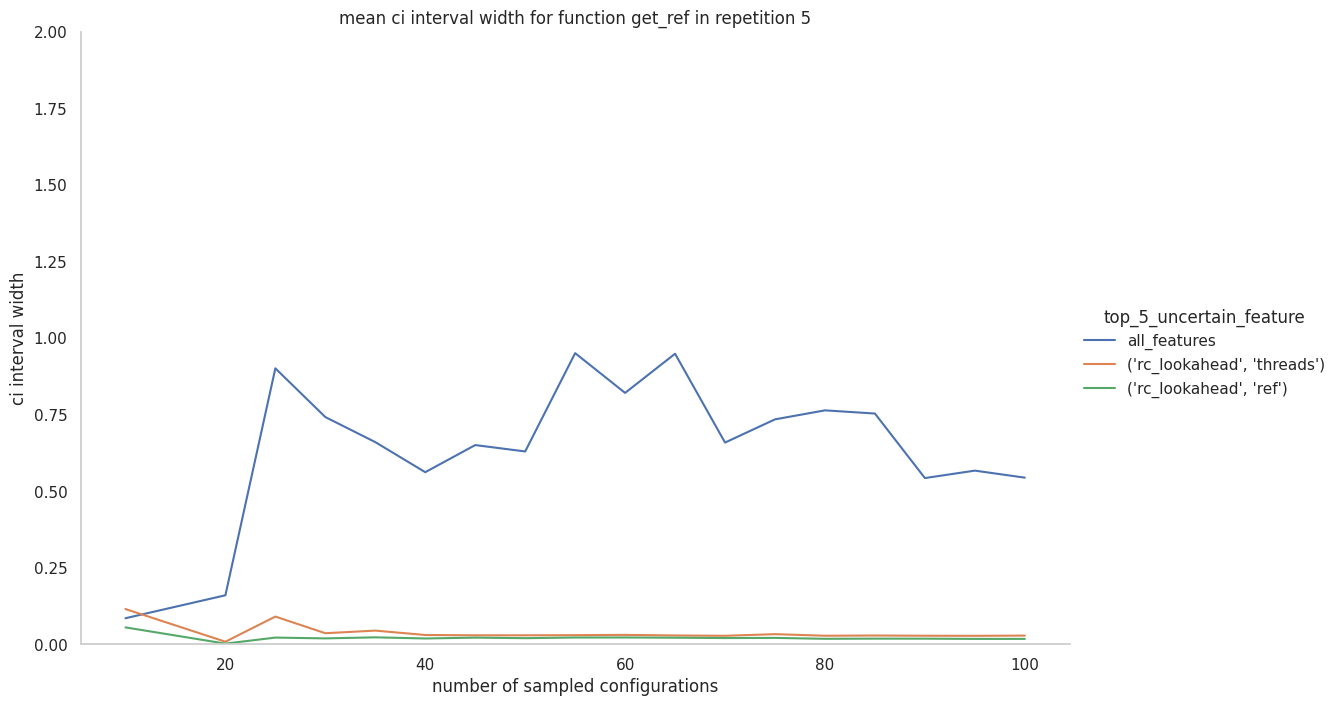 mean ci interval width for function get_ref in repetition 5
2.00
1.75
1.50
1.25
1.00
0.75
0.50
0.25
0.00
ci interval width
20
40
60
80
100
number of sampled configurations
top_5_uncertain_feature
all_features
('rc_lookahead', 'threads')
('rc_lookahead', 'ref')